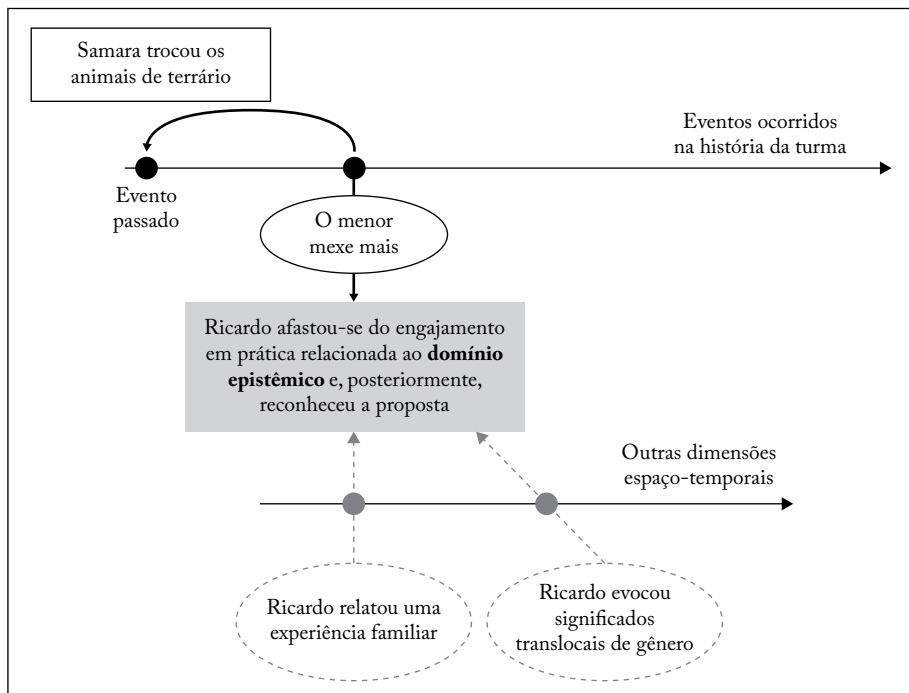 Samara trocou os
animais de terrário
Eventos ocorridos
na história da turma
Evento
passado
O menor
mexe mais
Ricardo afastou-se do engajamento
em prática relacionada ao domínio
epistêmico e, posteriormente,
reconheceu a proposta
Outras dimensões
espaço-temporais
Ricardo relatou uma
experiência familiar
Ricardo evocou
significados
translocais de gênero